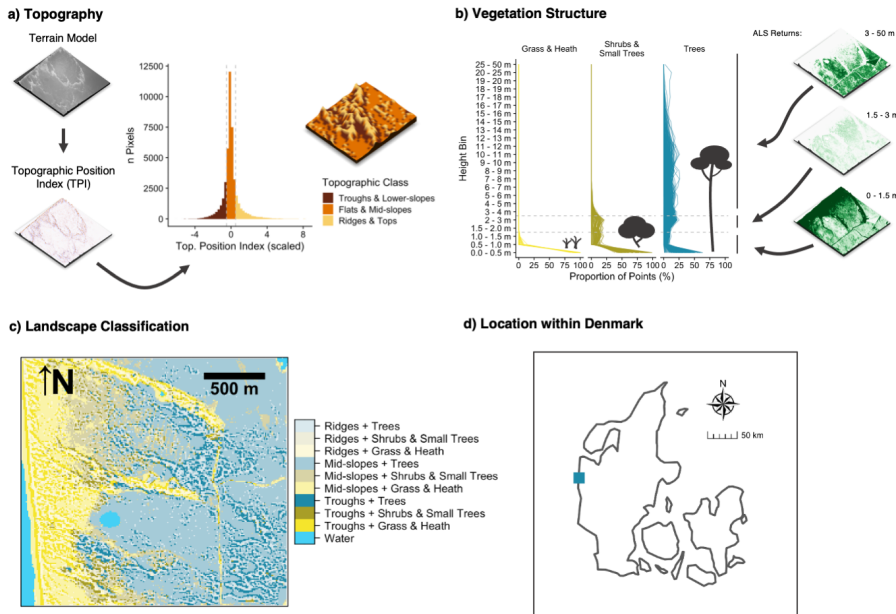 a) Topography
Terrain Model
Topographic Position
Index (TPI)
n Pixels
12500
10000
7500
5000
2500
0
-4
0
4
8
Top. Position Index (scaled)
Topographic Class
Troughs & Lower-slopes
Flats & Mid-slopes
Ridges & Tops
b) Vegetation Structure
Grass & Heath
Shrubs &
Small Trees
Trees
Height Bin
25 - 50 m
20 - 25 m
15 - 20 m
14 - 15 m
13 - 14 m
12 - 13 m
11 - 12 m
10 - 11 m
9 - 10 m
8 - 9 m
7 - 8 m
6 - 7 m
5 - 6 m
4 - 5 m
3 - 4 m
2 - 3 m
1.5 - 2.0 m
1.0 - 1.5 m
0.5 - 1.0 m
0.0 - 0.5 m
0 25 50 75 100
0 25 50 75 100
0 25 50 75 100
Proportion of Points (%)
ALS Returns:
3 - 50 m
1.5 - 3 m
0 - 1.5 m
c) Landscape Classification
↑N
500 m
Ridges + Trees
Ridges + Shrubs & Small Trees
Ridges + Grass & Heath
Mid-slopes + Trees
Mid-slopes + Shrubs & Small Trees
Mid-slopes + Grass & Heath
Troughs + Trees
Troughs + Shrubs & Small Trees
Troughs + Grass & Heath
Water
d) Location within Denmark
N
50 km